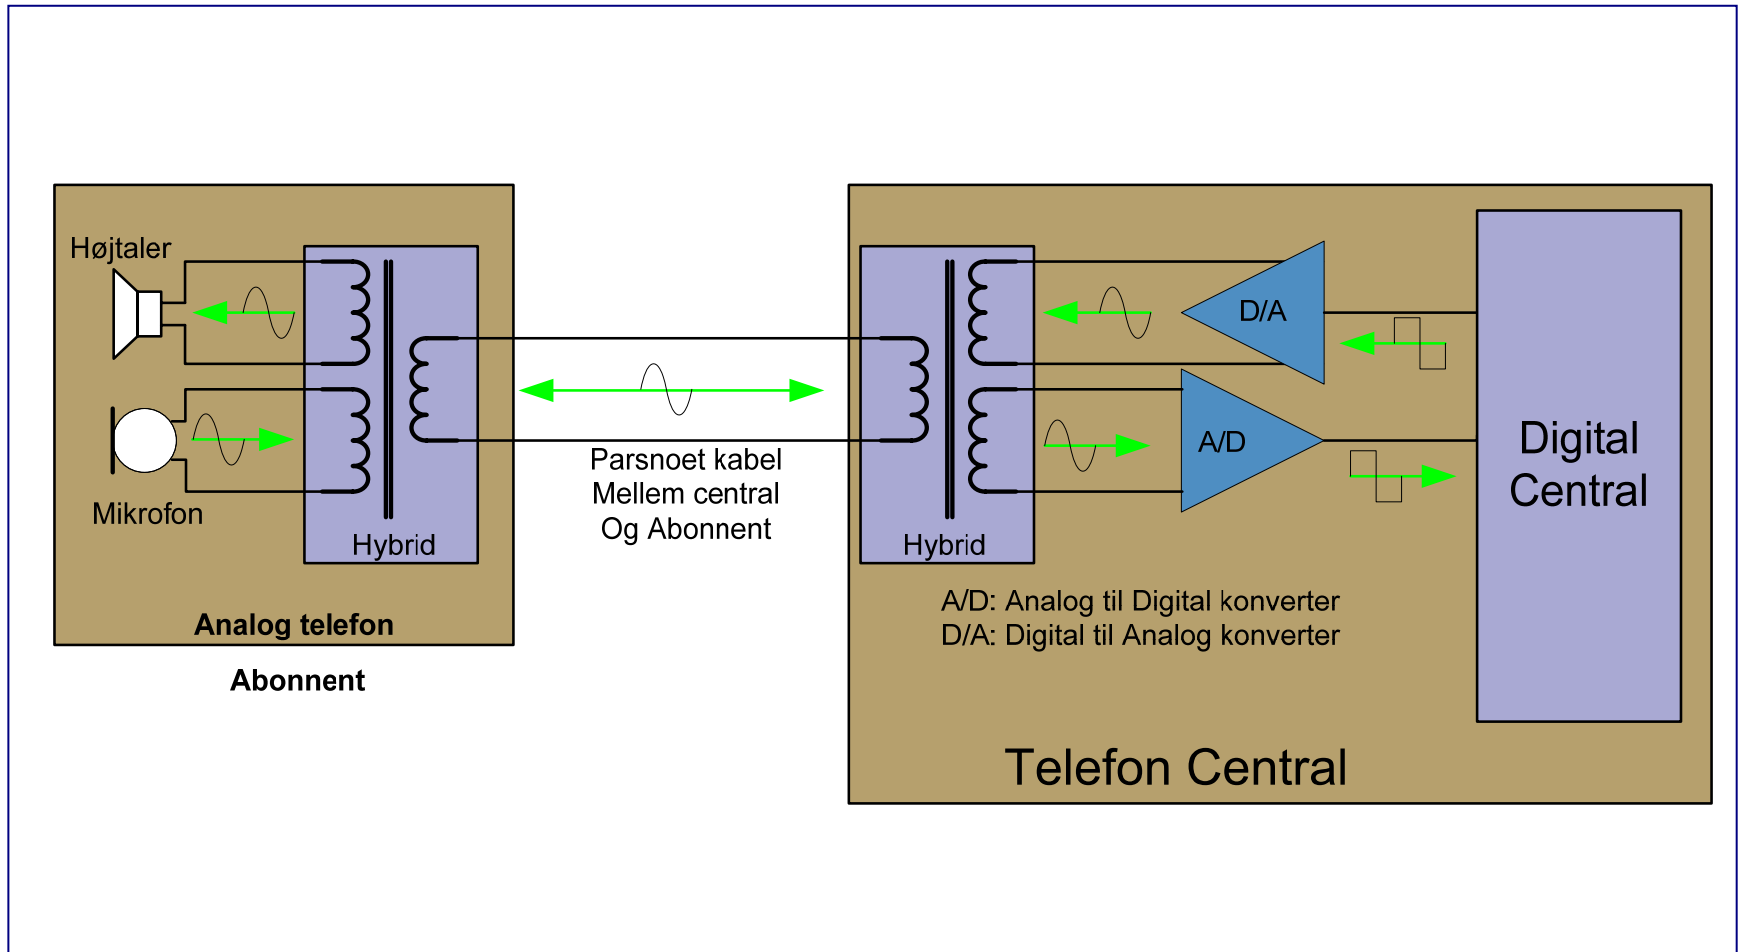 Højtaler
Mikrofon
Hybrid
Analog telefon
Abonnent
Parsnoet kabel
Mellem central
Og Abonnent
Hybrid
D/A
A/D
Digital
Central
A/D: Analog til Digital konverter
D/A: Digital til Analog konverter
Telefon Central